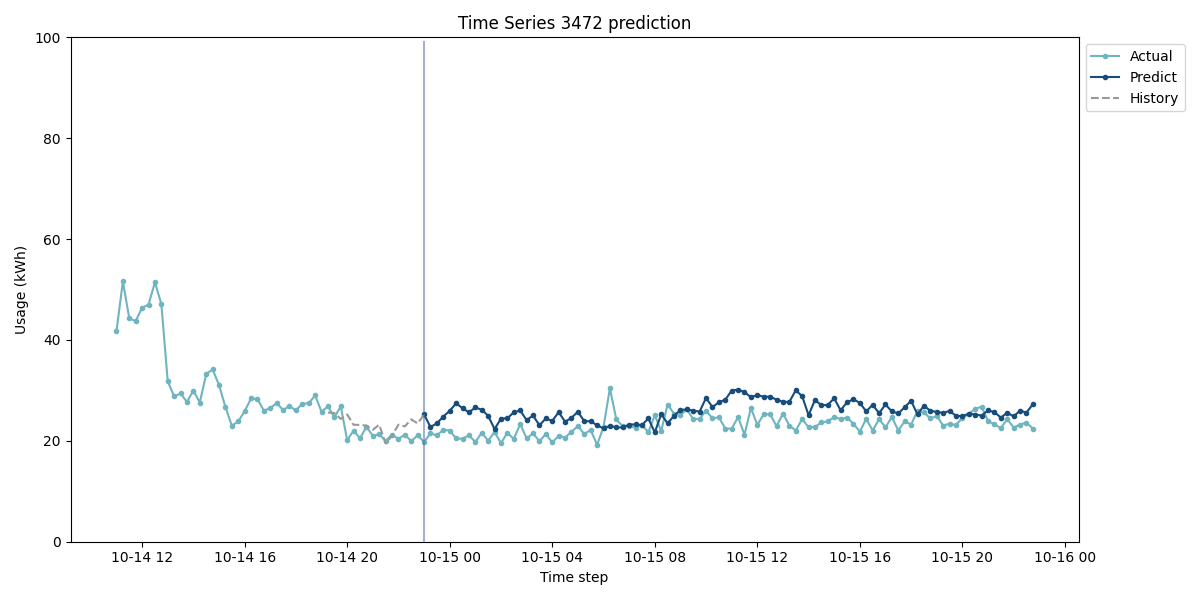 Time Series 3472 prediction
100
80
60
40
20
0
Usage (kWh)
10-14 12
10-14 16
10-14 20
10-15 00
10-15 04
10-15 08
10-15 12
10-15 16
10-15 20
10-16 00
Time step
Actual
Predict
History